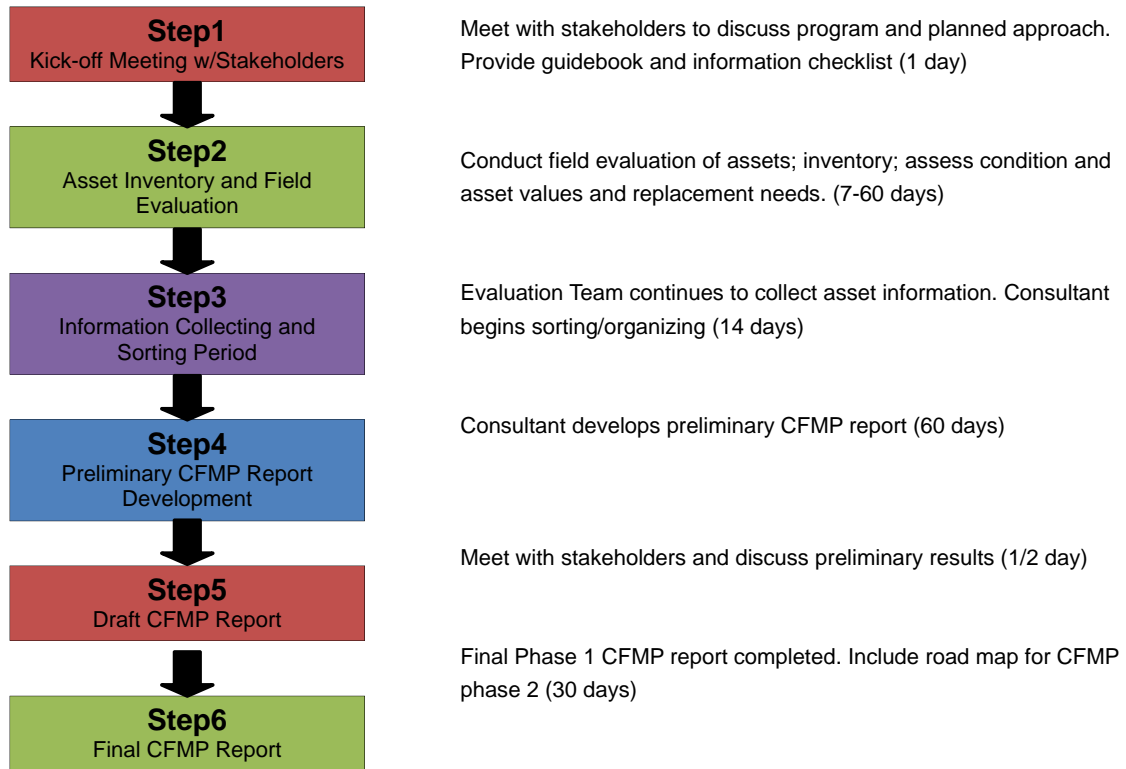 Step1
Kick-off Meeting w/Stakeholders
Meet with stakeholders to discuss program and planned approach.
Provide guidebook and information checklist (1 day)
Step2
Asset Inventory and Field
Evaluation
Conduct field evaluation of assets; inventory; assess condition and
asset values and replacement needs. (7-60 days)
Step3
Information Collecting and
Sorting Period
Evaluation Team continues to collect asset information. Consultant
begins sorting/organizing (14 days)
Step4
Preliminary CFMP Report
Development
Consultant develops preliminary CFMP report (60 days)
Step5
Draft CFMP Report
Meet with stakeholders and discuss preliminary results (1/2 day)
Step6
Final CFMP Report
Final Phase 1 CFMP report completed. Include road map for CFMP
phase 2 (30 days)